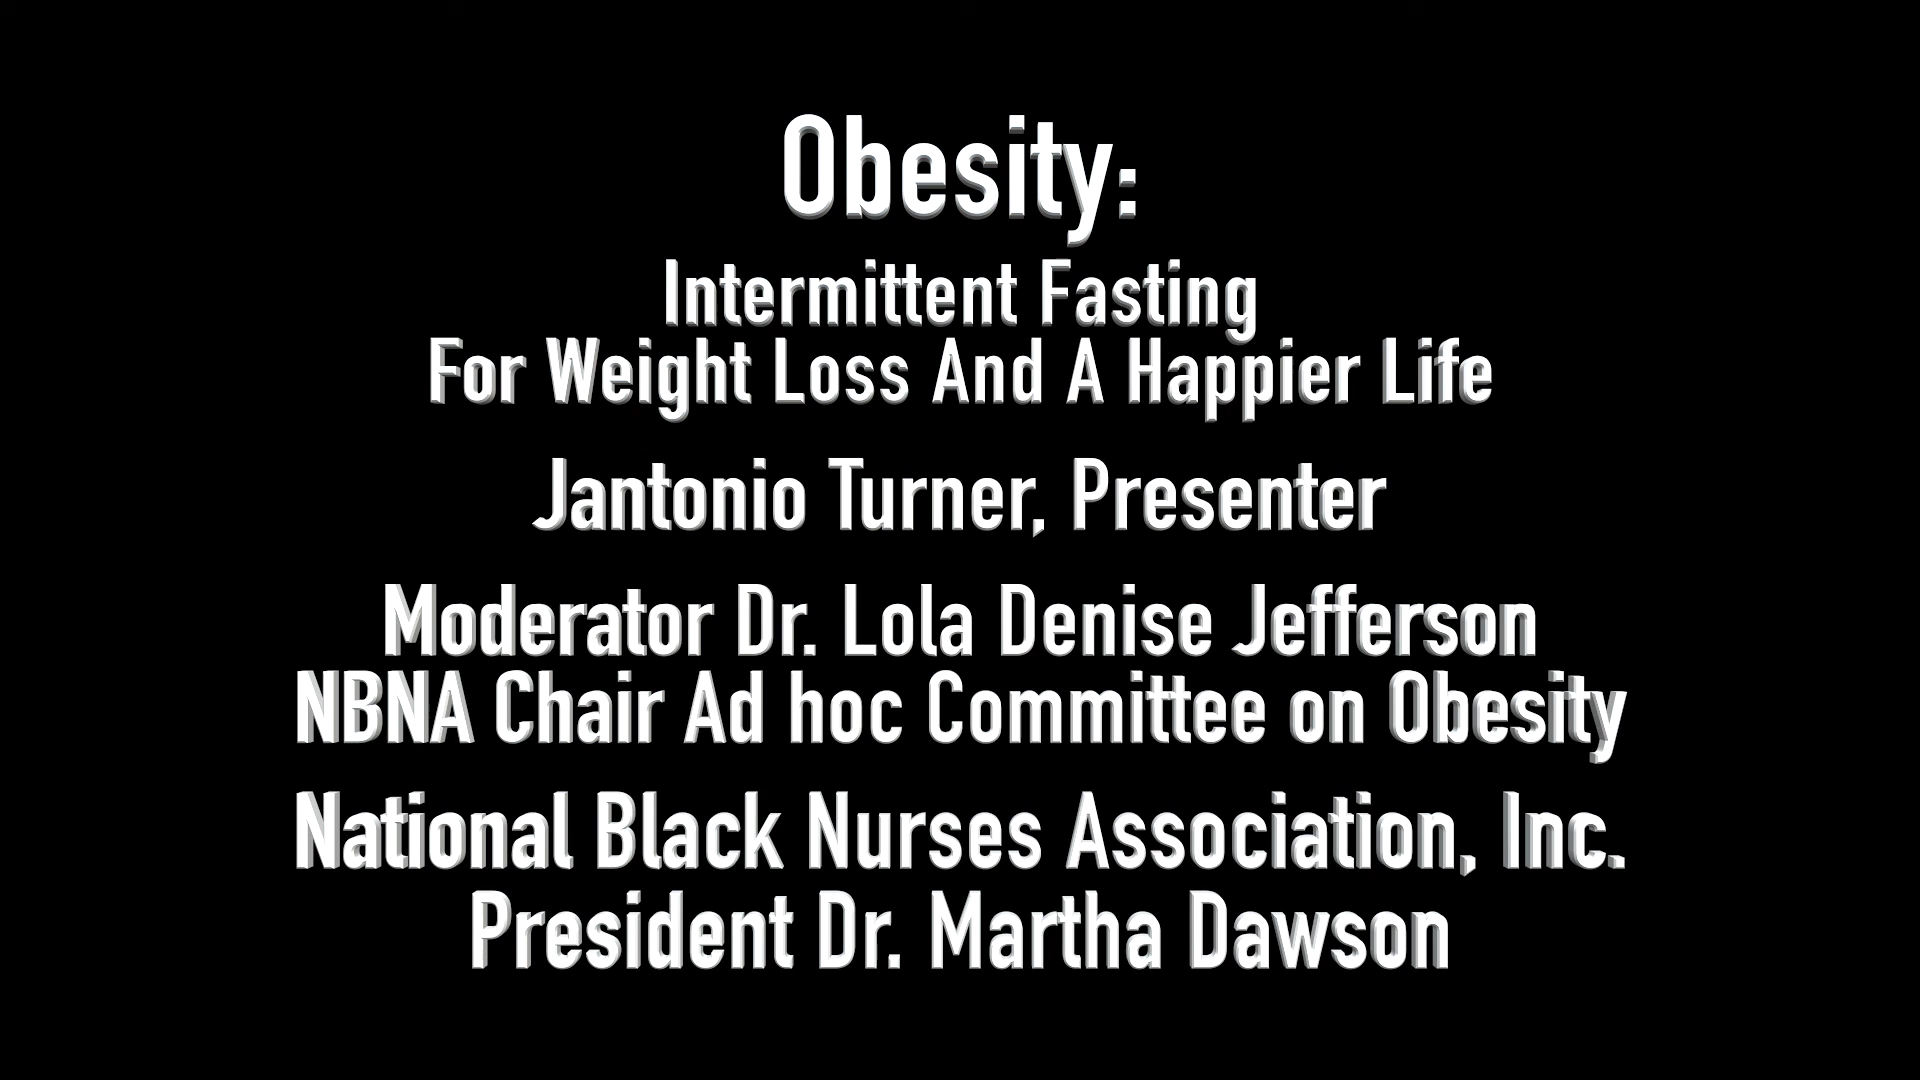 Obesity:
Intermittent Fasting
For Weight Loss And A Happier Life
Jantonio Turner, Presenter
Moderator Dr. Lola Denise Jefferson
NBNA Chair Ad hoc Committee on Obesity
National Black Nurses Association, Inc.
President Dr. Martha Dawson